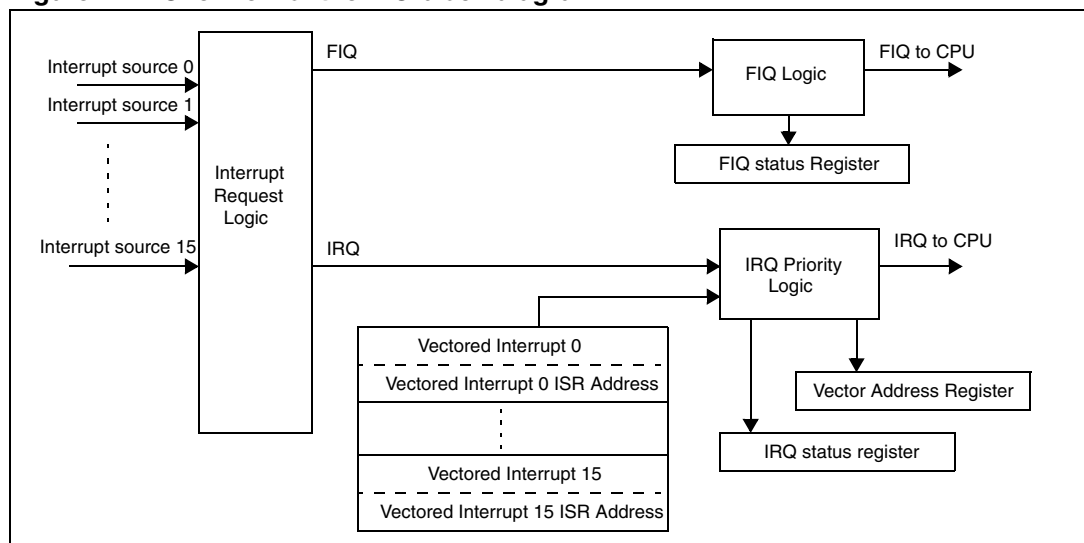 FIQ
FIQ to CPU
Interrupt source 0
FIQ Logic
Interrupt source 1
FIQ status Register
Interrupt
Request
Logic
Interrupt source 15
IRQ
IRQ to CPU
IRQ Priority
Logic
Vectored Interrupt 0
Vectored Interrupt 0 ISR Address
Vector Address Register
IRQ status register
Vectored Interrupt 15
Vectored Interrupt 15 ISR Address